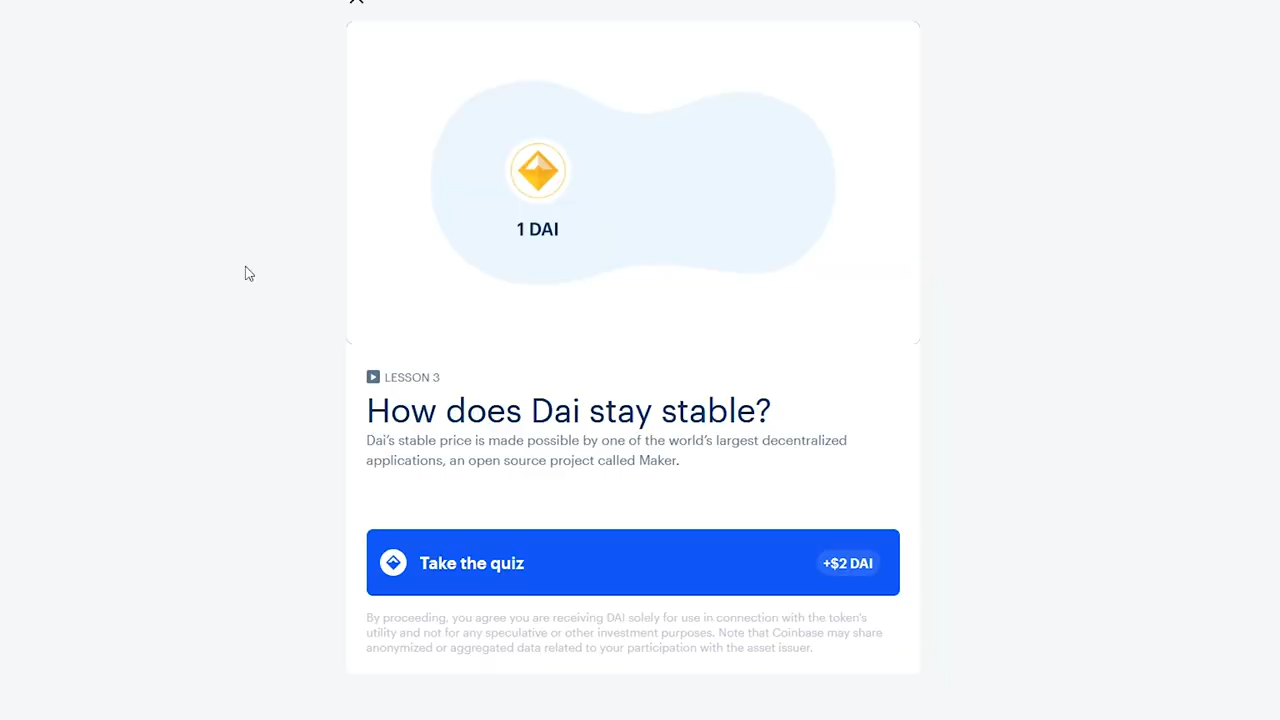 1 DAI
LESSON 3
How does Dai stay stable?
Dai's stable price is made possible by one of the world's largest decentralized
applications, an open source project called Maker.
Take the quiz +$2 DAI
By proceeding, you agree you are receiving DAI solely for use in connection with the token's
utility and not for any speculative or other investment purposes. Note that Coinbase may share
anonymized or aggregated data related to your participation with the asset issuer.